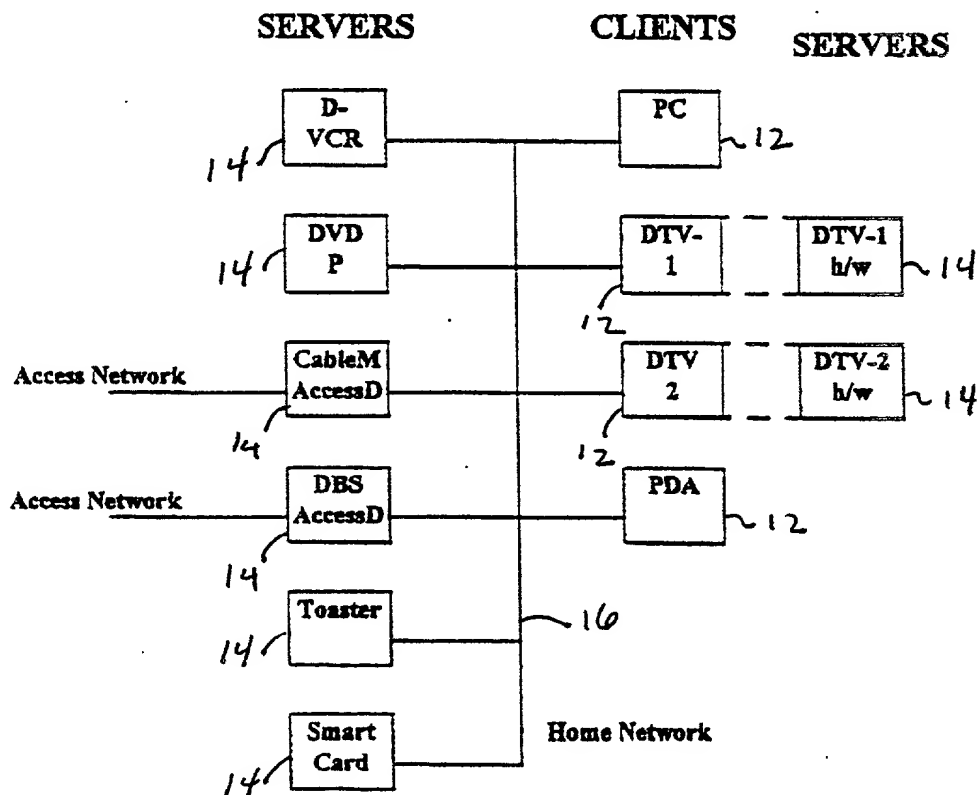 SERVERS CLIENTS SERVERS
D-
VCR
PC
14
12
DVD
P
DTV-
1
DTV-1
h/w
14
14
12
Access Network
CableM
AccessD
DTV
2
DTV-2
h/w
14
14
12
Access Network
DBS
AccessD
PDA
12
14
Toaster
16
14
Smart
Card
Home Network
14